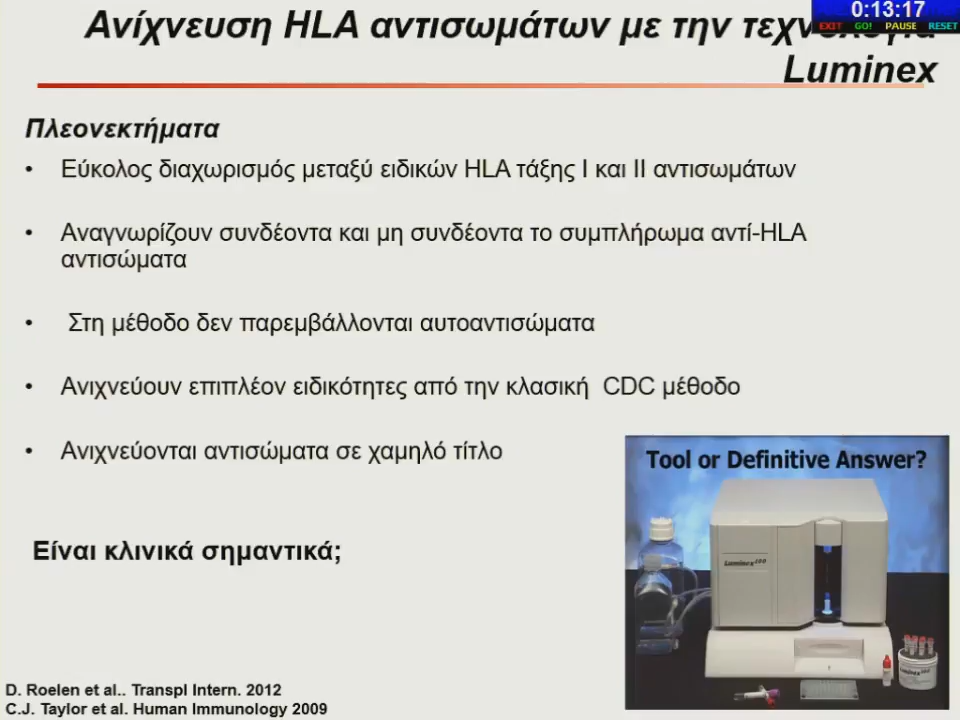 Ανίχνευση HLA αντισωμάτων με την
Luminex
0:13:17
EXIT GO! PAUSE RESET
Πλεονεκτήματα
• Εύκολος διαχωρισμός μεταξύ ειδικών HLA τάξης I και II αντισωμάτων
• Αναγνωρίζουν συνδέοντα και μη συνδέοντα το συμπλήρωμα αντί-HLA
αντισώματα
• Στη μέθοδο δεν παρεμβάλλονται αυτοαντισώματα
• Ανιχνεύουν επιπλέον ειδικότητες από την κλασική CDC μέθοδο
• Ανιχνεύονται αντισώματα σε χαμηλό τίτλο
Tool or Definitive Answer?
Luminex 100
Είναι κλινικά σημαντικά;
D. Roelen et al.. Transpl Intern. 2012
C.J. Taylor et al. Human Immunology 2009